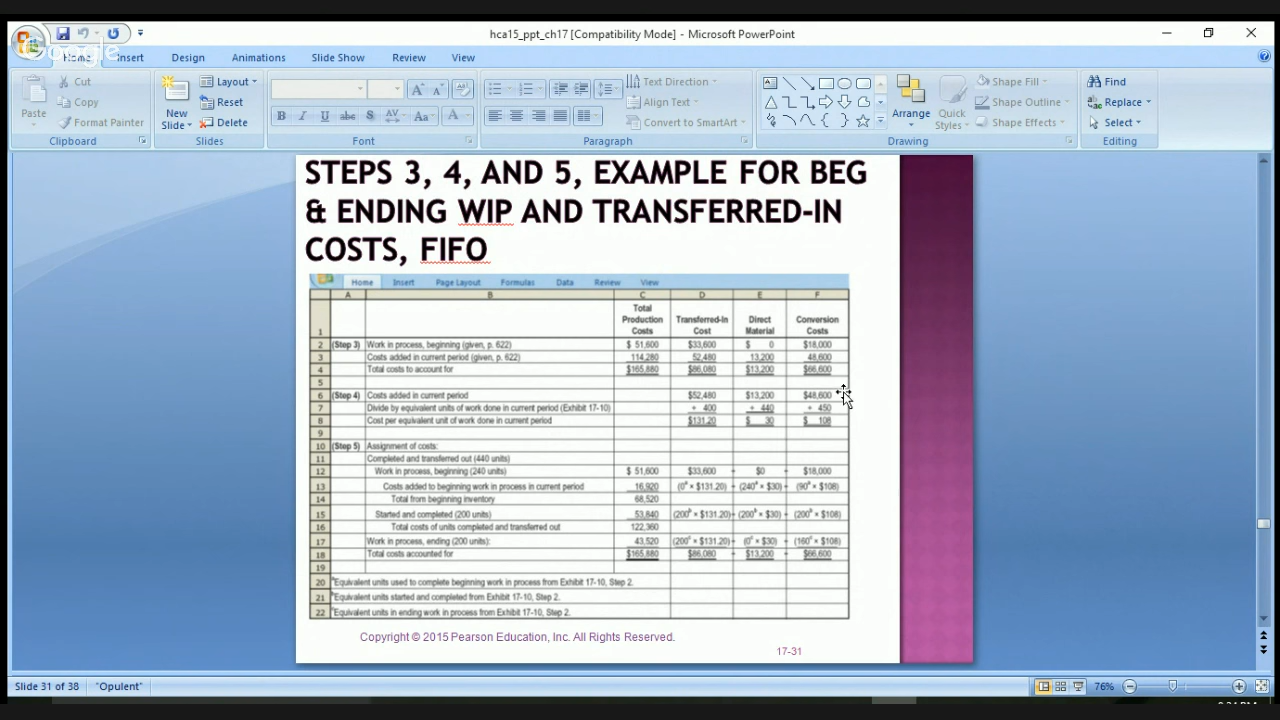 hca15_ppt_ch17 [Compatibility Mode] - Microsoft PowerPoint
Google
Home Insert Design Animations Slide Show Review View
Paste Cut Copy Format Painter
Clipboard
New Slide Layout Reset Delete
Slides
B I U abc AV Aa A
Font
Text Direction
Align Text
Convert to SmartArt
Paragraph
Arrange Quick Styles Shape Fill Shape Outline Shape Effects
Drawing
Find
Replace
Select
Editing
STEPS 3, 4, AND 5, EXAMPLE FOR BEG
& ENDING WIP AND TRANSFERRED-IN
COSTS, FIFO
Home Insert Page Layout Formulas Data Review View
A B C D E F
1 Total Production Costs Transferred-In Cost Direct Material Conversion Costs
2 (Step 3) Work in process, beginning (given, p. 622) $ 51,600 $33,600 $ 0 $18,000
3 Costs added in current period (given, p. 622) 114,280 52,480 13,200 48,600
4 Total costs to account for $165,880 $86,080 $13,200 $66,600
5
6 (Step 4) Costs added in current period $52,480 $13,200 $48,600
7 Divide by equivalent units of work done in current period (Exhibit 17-10) ÷ 400 ÷ 440 ÷ 450
8 Cost per equivalent unit of work done in current period $131.20 $ 30 $ 108
9
10 (Step 5) Assignment of costs:
11 Completed and transferred out (440 units)
12 Work in process, beginning (240 units) $ 51,600 $33,600 + $0 + $18,000
13 Costs added to beginning work in process in current period 16,920 (0ᵃ × $131.20) + (240ᵃ × $30) + (90ᵃ × $108)
14 Total from beginning inventory 68,520
15 Started and completed (200 units) 53,840 (200ᵇ × $131.20) + (200ᵇ × $30) + (200ᵇ × $108)
16 Total costs of units completed and transferred out 122,360
17 Work in process, ending (200 units): 43,520 (200ᶜ × $131.20) + (0ᶜ × $30) + (160ᶜ × $108)
18 Total costs accounted for $165,880 $86,080 + $13,200 + $66,600
19
20 ᵃEquivalent units used to complete beginning work in process from Exhibit 17-10, Step 2.
21 ᵇEquivalent units started and completed from Exhibit 17-10, Step 2.
22 ᶜEquivalent units in ending work in process from Exhibit 17-10, Step 2.
Copyright © 2015 Pearson Education, Inc. All Rights Reserved.
17-31
Slide 31 of 38 "Opulent" 76%